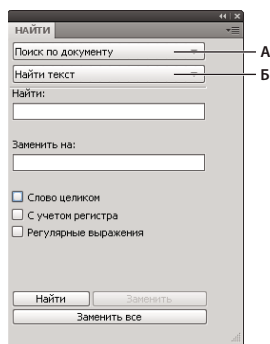 НАЙТИ
Поиск по документу
А
Найти текст
Б
Найти:
Заменить на:
Слово целиком
С учетом регистра
Регулярные выражения
Найти Заменить
Заменить все